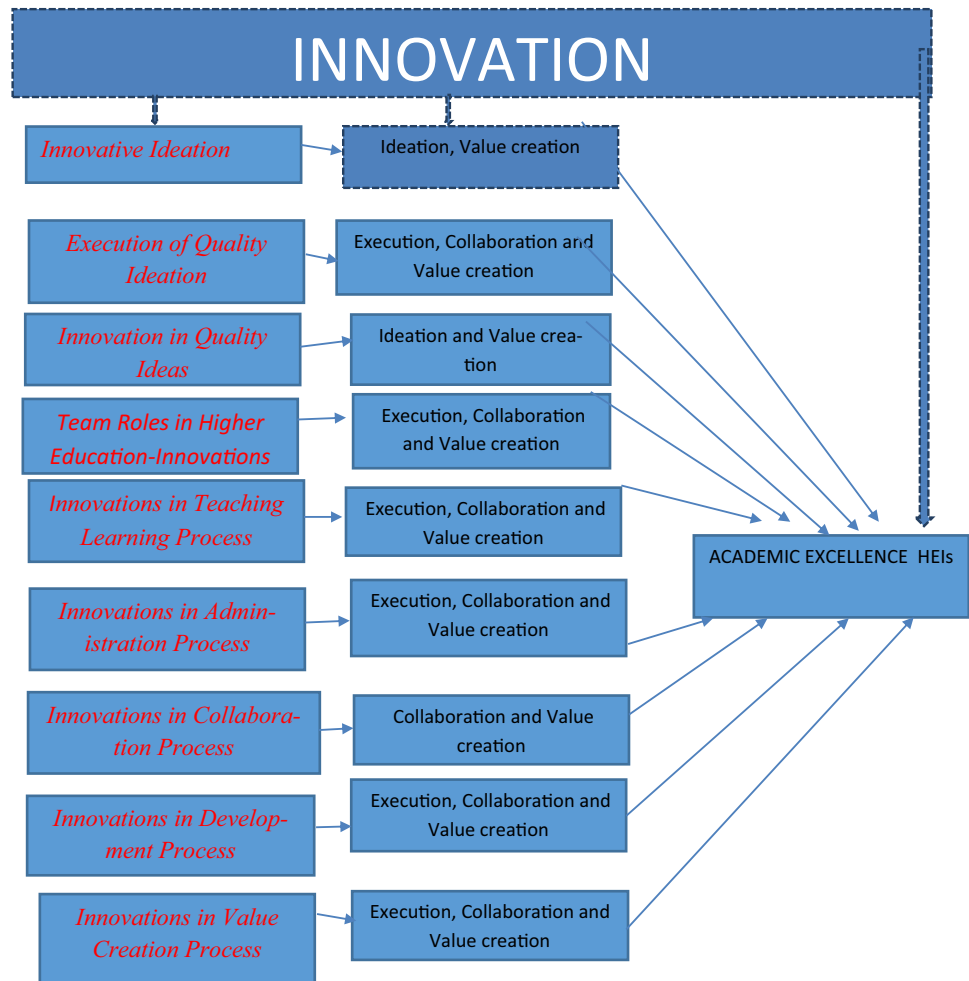 INNOVATION
Innovative Ideation
Ideation, Value creation
Execution of Quality
Ideation
Execution, Collaboration and
Value creation
Innovation in Quality
Ideas
Ideation and Value crea-
tion
Team Roles in Higher
Education-Innovations
Execution, Collaboration
and Value creation
Innovations in Teaching
Learning Process
Execution, Collaboration and
Value creation
ACADEMIC EXCELLENCE HEIs
Innovations in Admin-
istration Process
Execution, Collaboration and
Value creation
Innovations in Collabora-
tion Process
Collaboration and Value
creation
Innovations in Develop-
ment Process
Execution, Collaboration and
Value creation
Innovations in Value
Creation Process
Execution, Collaboration and
Value creation